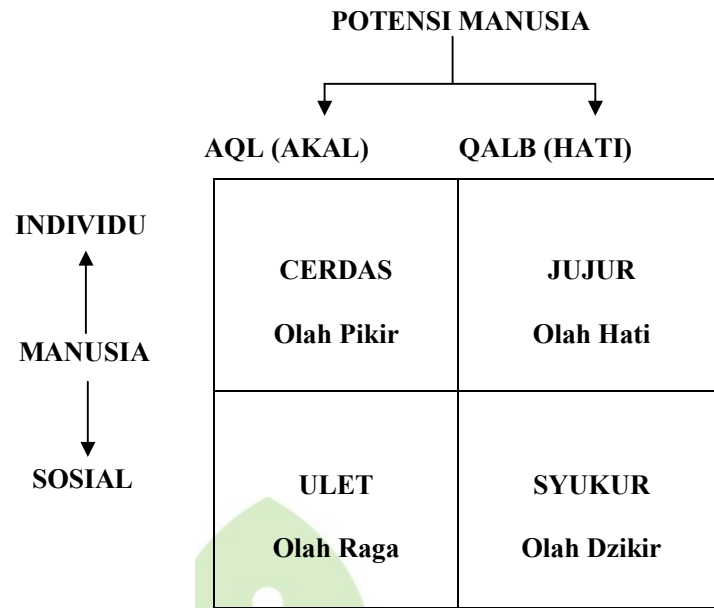 POTENSI MANUSIA
AQL (AKAL) QALB (HATI)
INDIVIDU
CERDAS JUJUR
Olah Pikir Olah Hati
MANUSIA
SOSIAL
ULET SYUKUR
Olah Raga Olah Dzikir